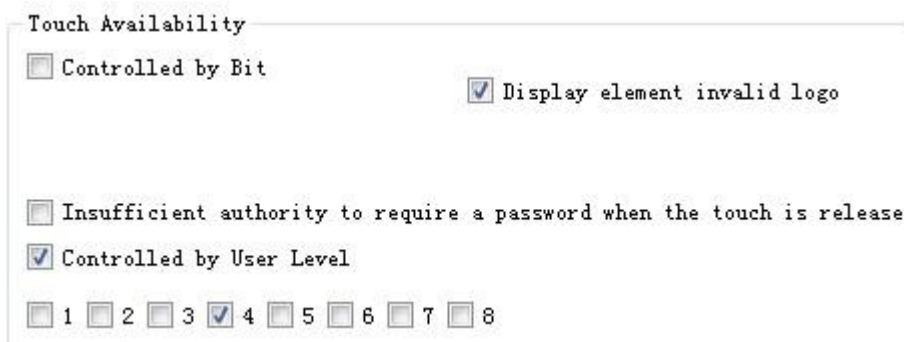 Touch Availability
Controlled by Bit
Display element invalid logo
Insufficient authority to require a password when the touch is release
Controlled by User Level
1 2 3 4 5 6 7 8